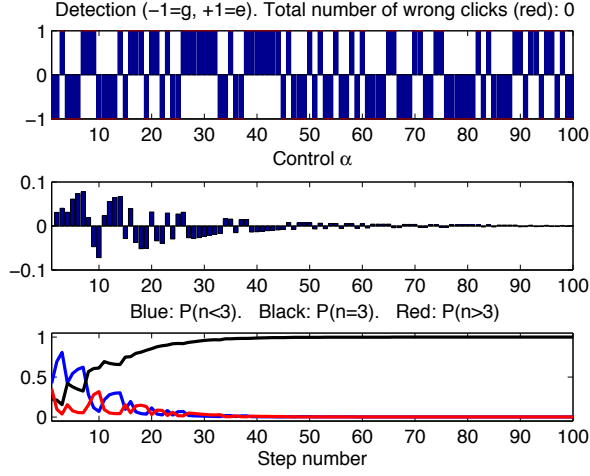 Detection (−1=g, +1=e). Total number of wrong clicks (red): 0
1
0
−1
10 20 30 40 50 60 70 80 90 100
Control α
0.1
0
−0.1
10 20 30 40 50 60 70 80 90 100
Blue: P(n<3). Black: P(n=3). Red: P(n>3)
1
0.5
0
10 20 30 40 50 60 70 80 90 100
Step number